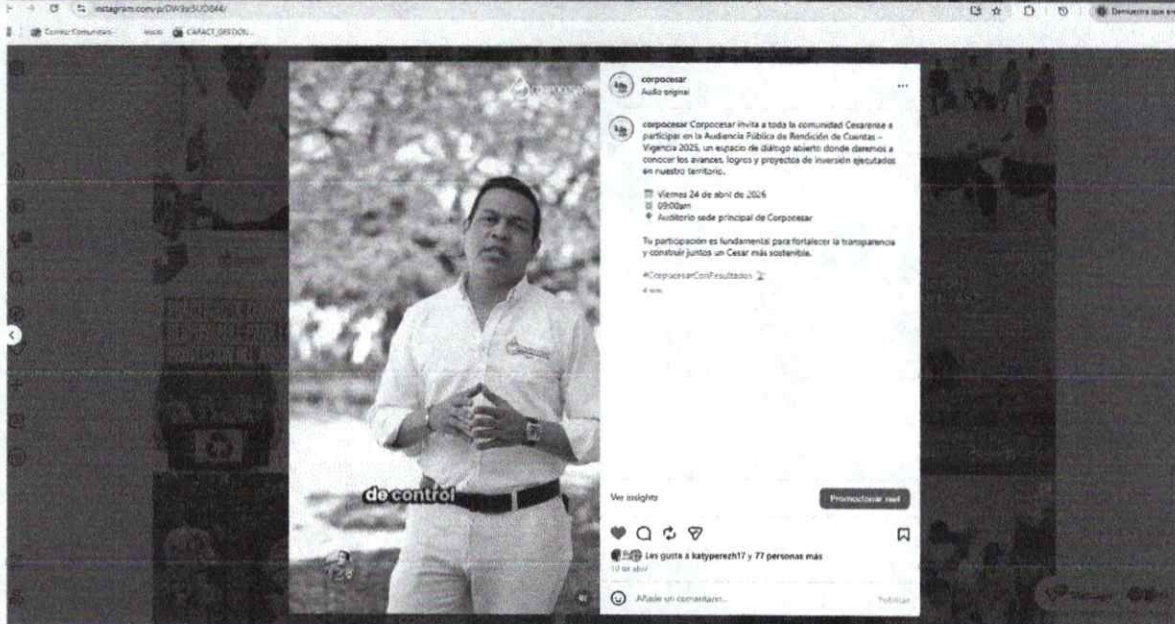 instagram.com/p/
Corpocesar
corpocesar
Audio original
corpocesar Corpocesar invita a toda la comunidad Cesarense a
participar en la Audiencia Pública de Rendición de Cuentas –
Vigencia 2025, un espacio de diálogo abierto donde daremos a
conocer los avances, logros y proyectos de inversión ejecutados
en nuestro territorio.
Viernes 24 de abril de 2026
09:00am
Auditorio sede principal de Corpocesar
Tu participación es fundamental para fortalecer la transparencia
y construir juntos un Cesar más sostenible.
#CorpocesarConResultados
de control
Ver insights
Promocionar reel
Les gusta a katyperezh17 y 77 personas más
10 de abril
Añade un comentario...
Publicar